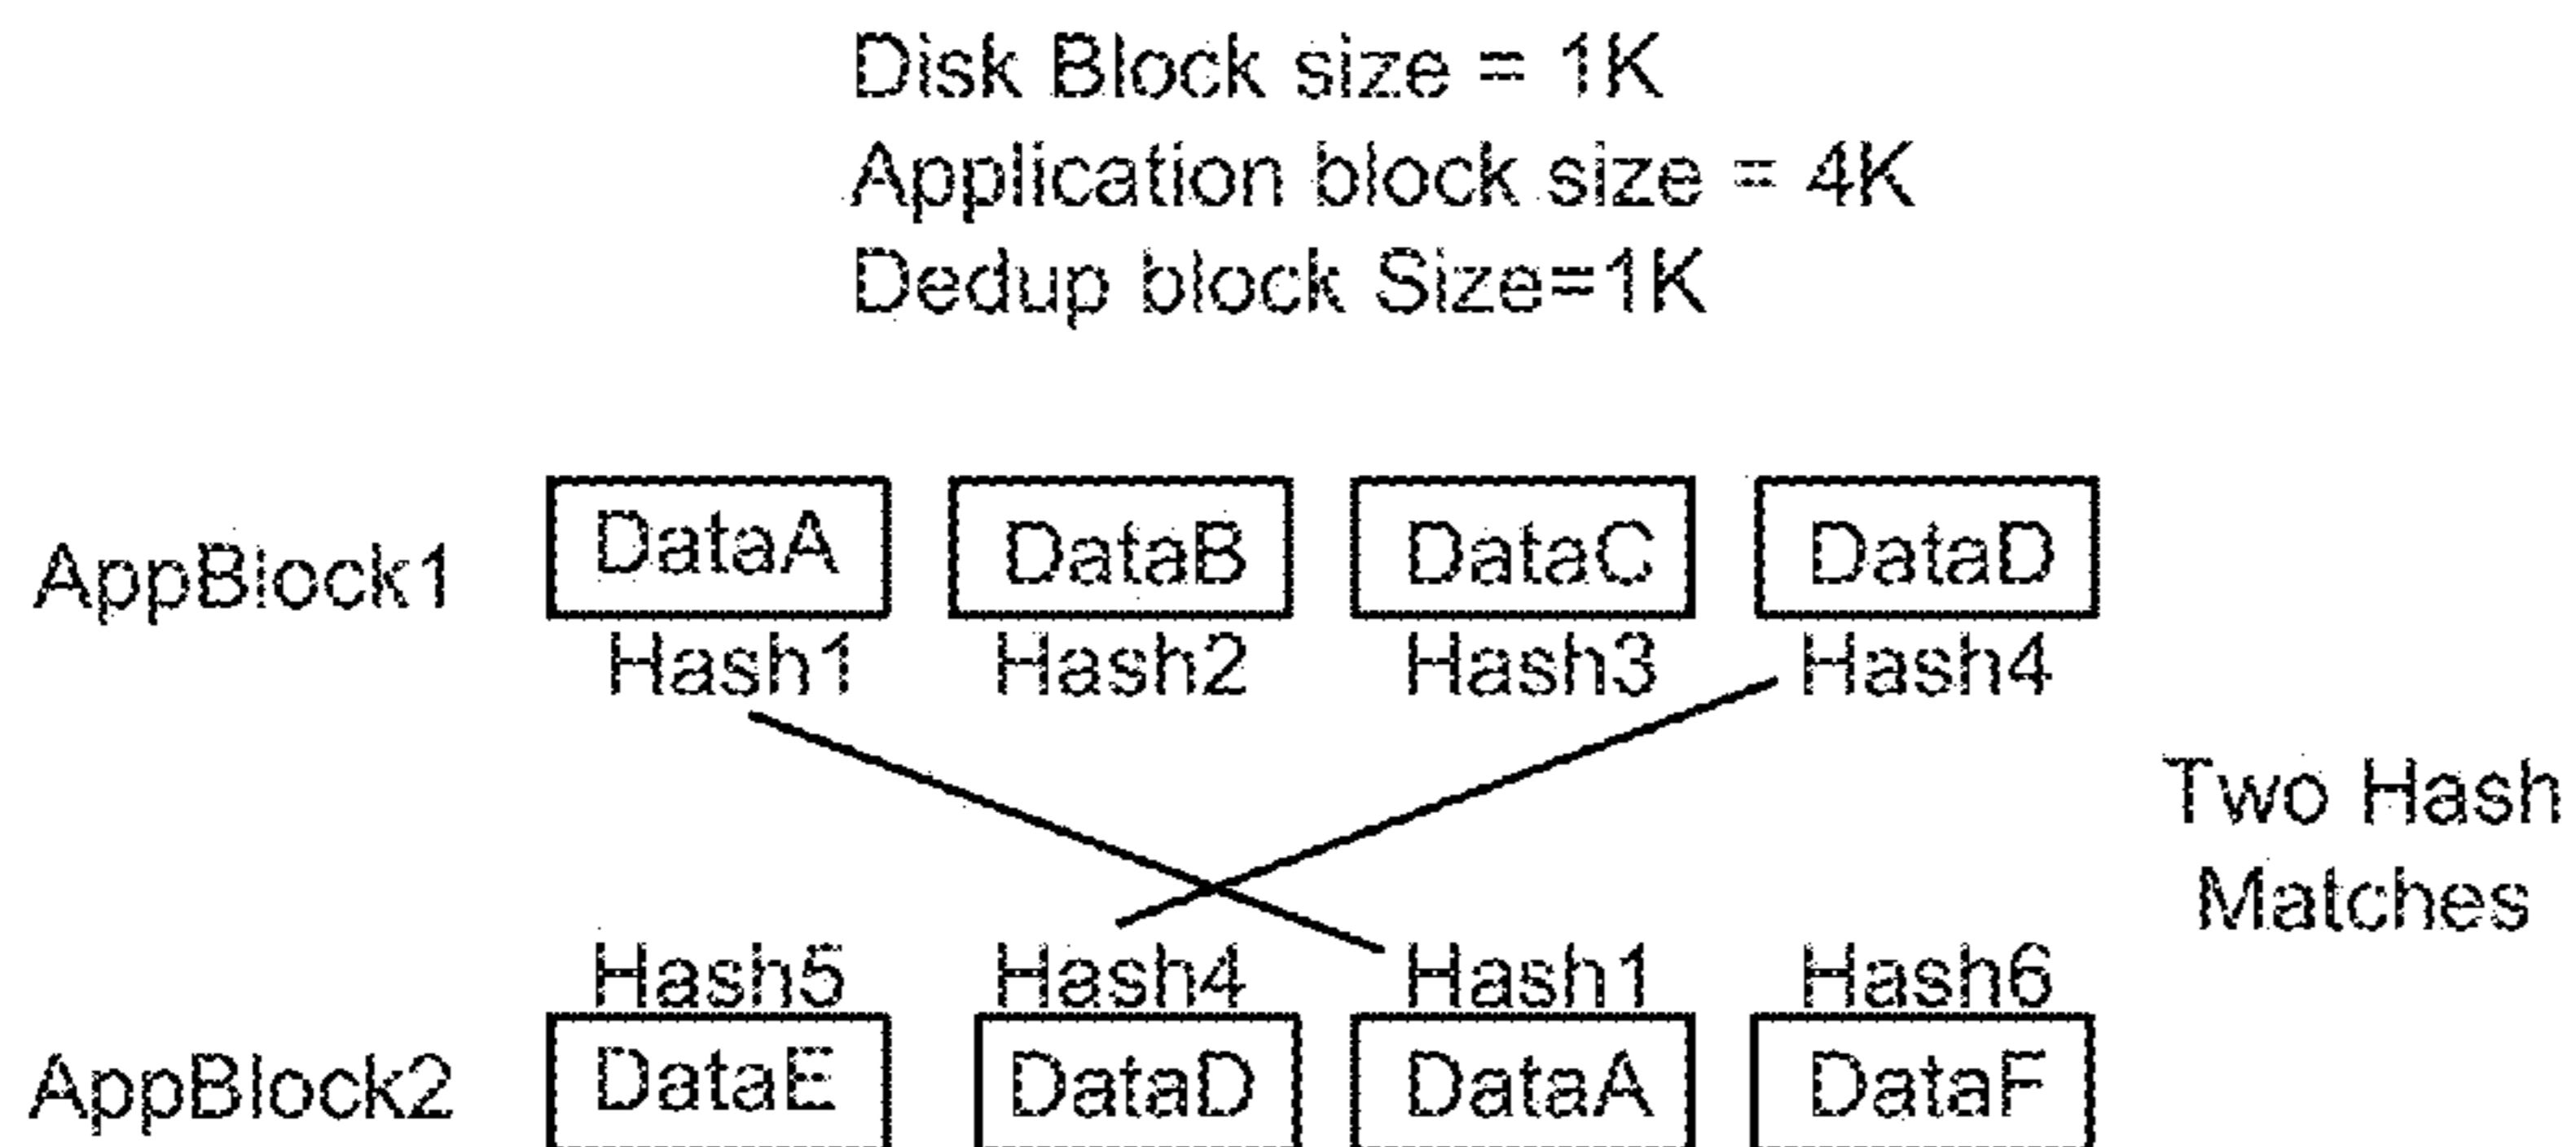 Disk Block size = 1K
Application block size = 4K
Dedup block Size=1K
AppBlock1 DataA DataB DataC DataD
Hash1 Hash2 Hash3 Hash4
Two Hash
Matches
Hash5 Hash4 Hash1 Hash6
AppBlock2 DataE DataD DataA DataF